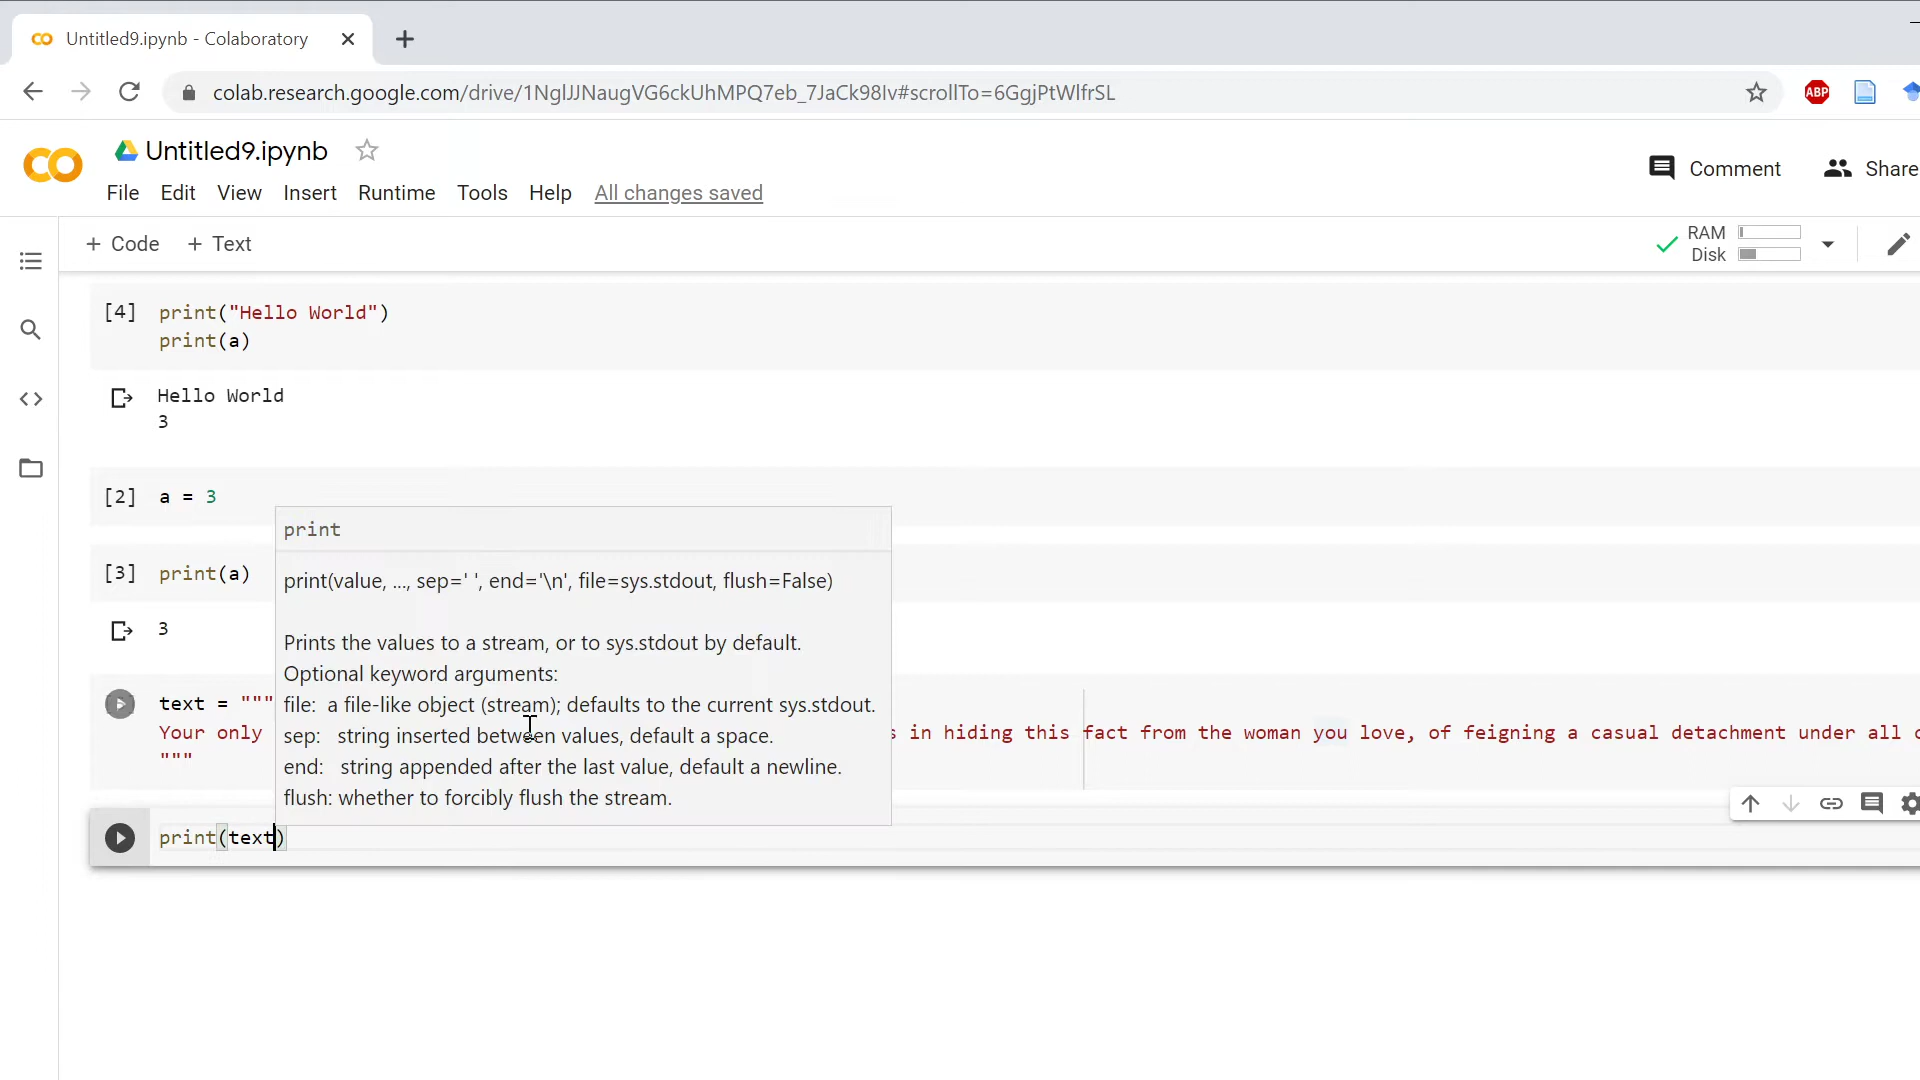 Untitled9.ipynb - Colaboratory
colab.research.google.com/drive/1NglJJNaugVG6ckUhMPQ7eb_7JaCk98Iv#scrollTo=6GgjPtWlfrSL
ABP
Untitled9.ipynb
Comment
Share
File Edit View Insert Runtime Tools Help All changes saved
+ Code + Text
RAM
Disk
[4] print("Hello World")
print(a)
Hello World
3
[2] a = 3
print
[3] print(a)
print(value, ..., sep=' ', end='\n', file=sys.stdout, flush=False)
3
Prints the values to a stream, or to sys.stdout by default.
Optional keyword arguments:
text = """
file: a file-like object (stream); defaults to the current sys.stdout.
Your only
in hiding this fact from the woman you love, of feigning a casual detachment under all
sep: string inserted between values, default a space.
"""
end: string appended after the last value, default a newline.
flush: whether to forcibly flush the stream.
print(text)